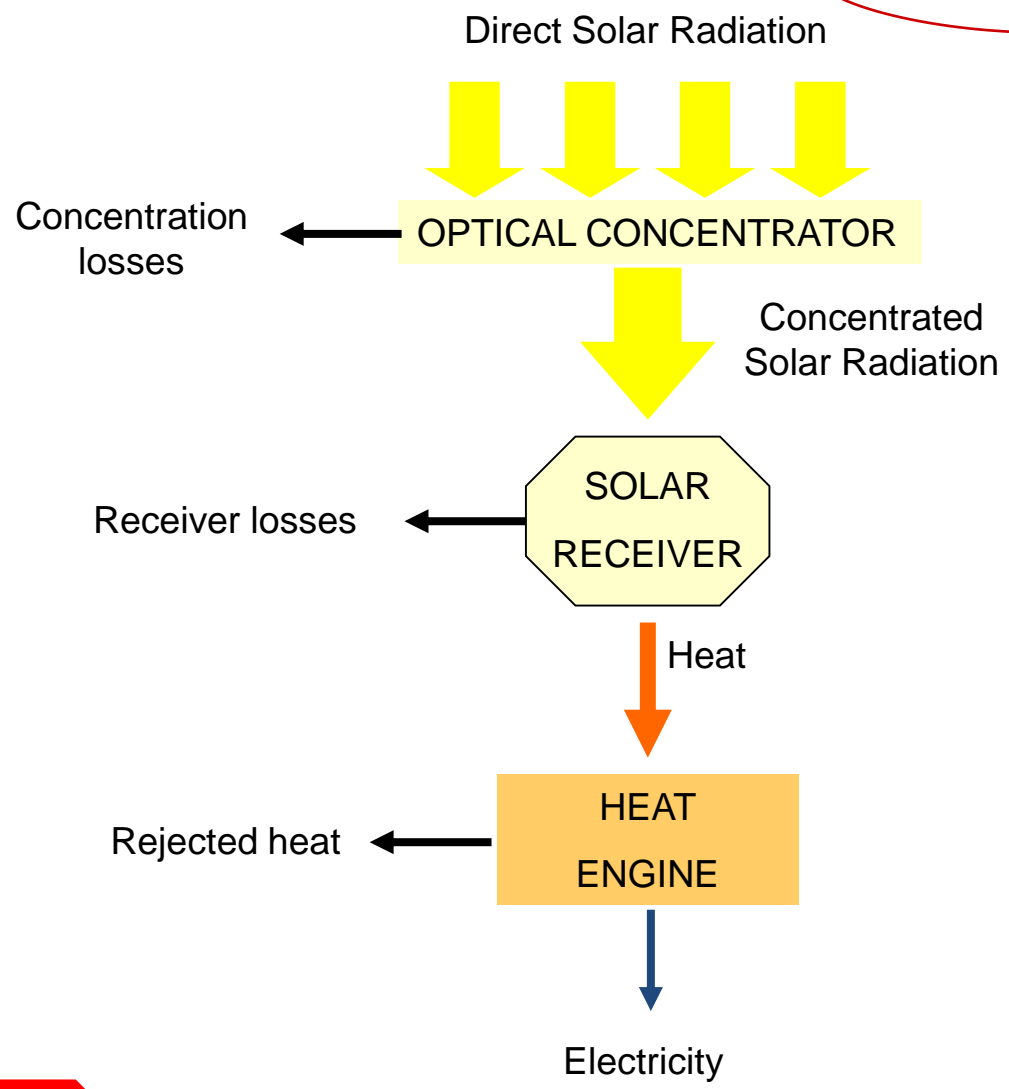 Direct Solar Radiation
Concentration
losses
OPTICAL CONCENTRATOR
Concentrated
Solar Radiation
SOLAR
RECEIVER
Receiver losses
Heat
HEAT
ENGINE
Rejected heat
Electricity